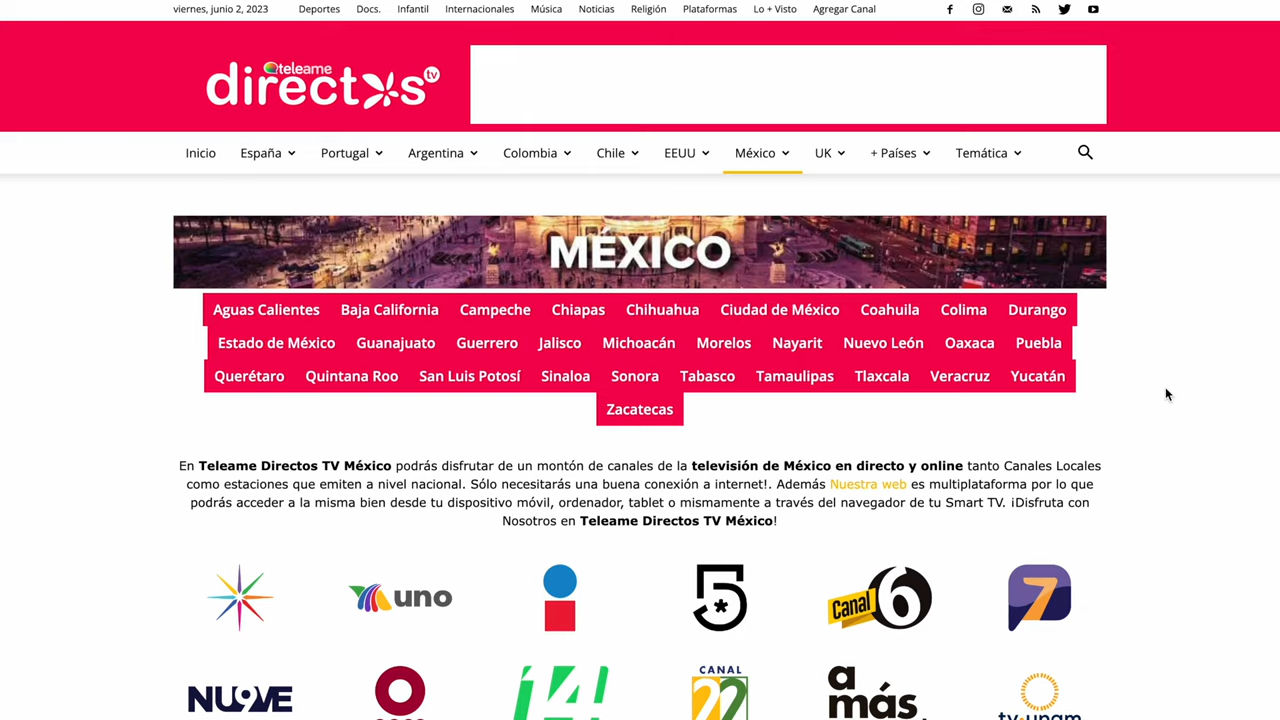 viernes, junio 2, 2023 Deportes Docs. Infantil Internacionales Música Noticias Religión Plataformas Lo + Visto Agregar Canal
teleame
directos tv
Inicio España Portugal Argentina Colombia Chile EEUU México UK + Países Temática
MÉXICO
Aguas Calientes Baja California Campeche Chiapas Chihuahua Ciudad de México Coahuila Colima Durango
Estado de México Guanajuato Guerrero Jalisco Michoacán Morelos Nayarit Nuevo León Oaxaca Puebla
Querétaro Quintana Roo San Luis Potosí Sinaloa Sonora Tabasco Tamaulipas Tlaxcala Veracruz Yucatán
Zacatecas
En Teleame Directos TV México podrás disfrutar de un montón de canales de la televisión de México en directo y online tanto Canales Locales
como estaciones que emiten a nivel nacional. Sólo necesitarás una buena conexión a internet!. Además Nuestra web es multiplataforma por lo que
podrás acceder a la misma bien desde tu dispositivo móvil, ordenador, tablet o mismamente a través del navegador de tu Smart TV. ¡Disfruta con
Nosotros en Teleame Directos TV México!
uno 5 Canal 6 7
NU9VE 14 CANAL 22 a más tv·unam